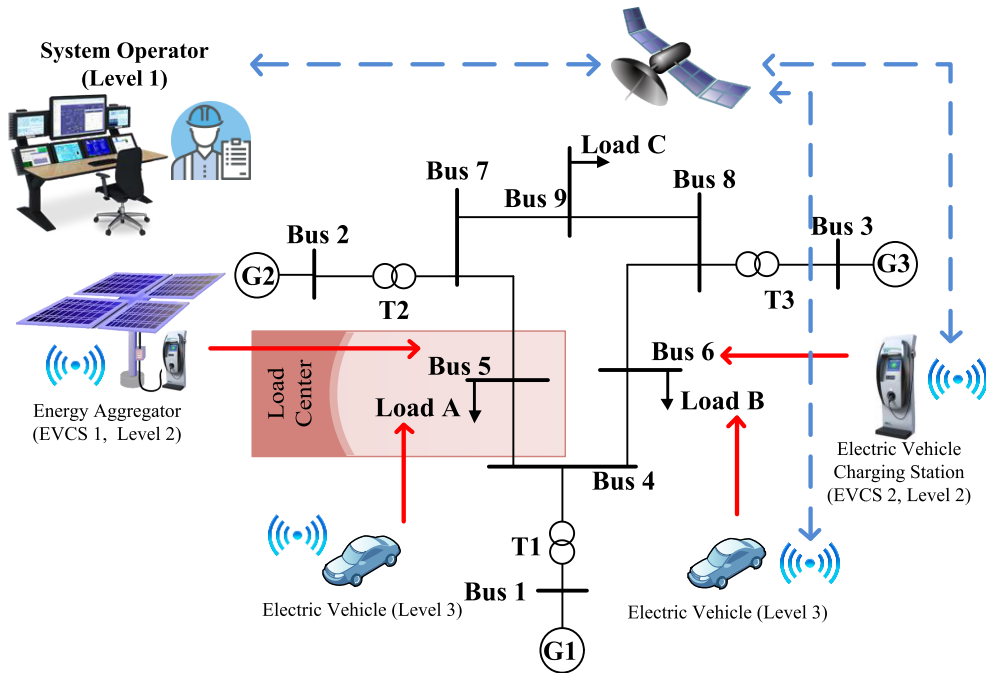 System Operator
(Level 1)
Load C
Bus 7
Bus 9
Bus 8
Bus 2
Bus 3
G2
T2
T3
G3
Load
Center
Bus 5
Load A
Bus 6
Load B
Energy Aggregator
(EVCS 1,  Level 2)
Electric Vehicle
Charging Station
(EVCS 2, Level 2)
Bus 4
T1
Bus 1
Electric Vehicle (Level 3)
Electric Vehicle (Level 3)
G1